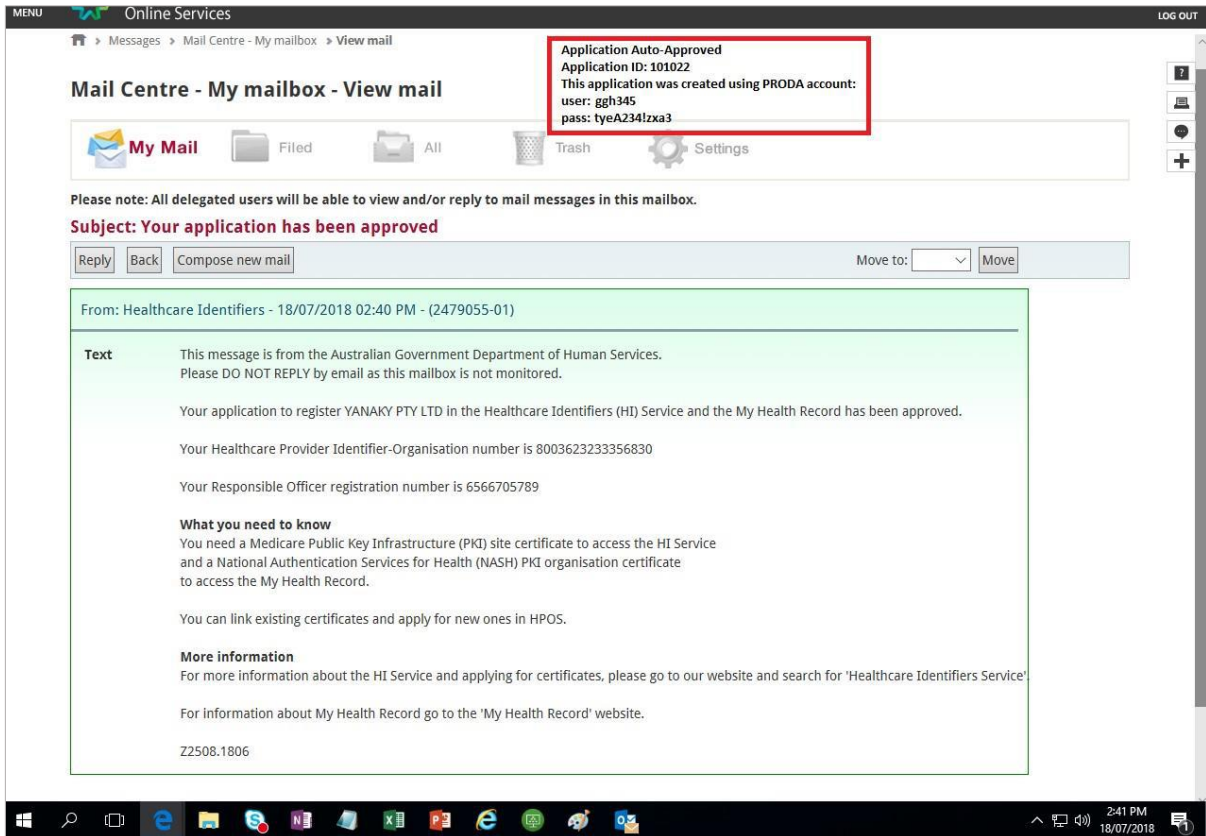 MENU
Online Services
LOG OUT
> Messages > Mail Centre - My mailbox > View mail
Application Auto-Approved
Application ID: 101022
This application was created using PRODA account:
user: ggh345
pass: tyeA234!zxa3
Mail Centre - My mailbox - View mail
My Mail
Filed
All
Trash
Settings
Please note: All delegated users will be able to view and/or reply to mail messages in this mailbox.
Subject: Your application has been approved
Reply
Back
Compose new mail
Move to:
Move
From: Healthcare Identifiers - 18/07/2018 02:40 PM - (2479055-01)
Text
This message is from the Australian Government Department of Human Services.
Please DO NOT REPLY by email as this mailbox is not monitored.
Your application to register YANAKY PTY LTD in the Healthcare Identifiers (HI) Service and the My Health Record has been approved.
Your Healthcare Provider Identifier-Organisation number is 8003623233356830
Your Responsible Officer registration number is 6566705789
What you need to know
You need a Medicare Public Key Infrastructure (PKI) site certificate to access the HI Service
and a National Authentication Services for Health (NASH) PKI organisation certificate
to access the My Health Record.
You can link existing certificates and apply for new ones in HPOS.
More information
For more information about the HI Service and applying for certificates, please go to our website and search for 'Healthcare Identifiers Service'.
For information about My Health Record go to the 'My Health Record' website.
Z2508.1806
2:41 PM
18/07/2018